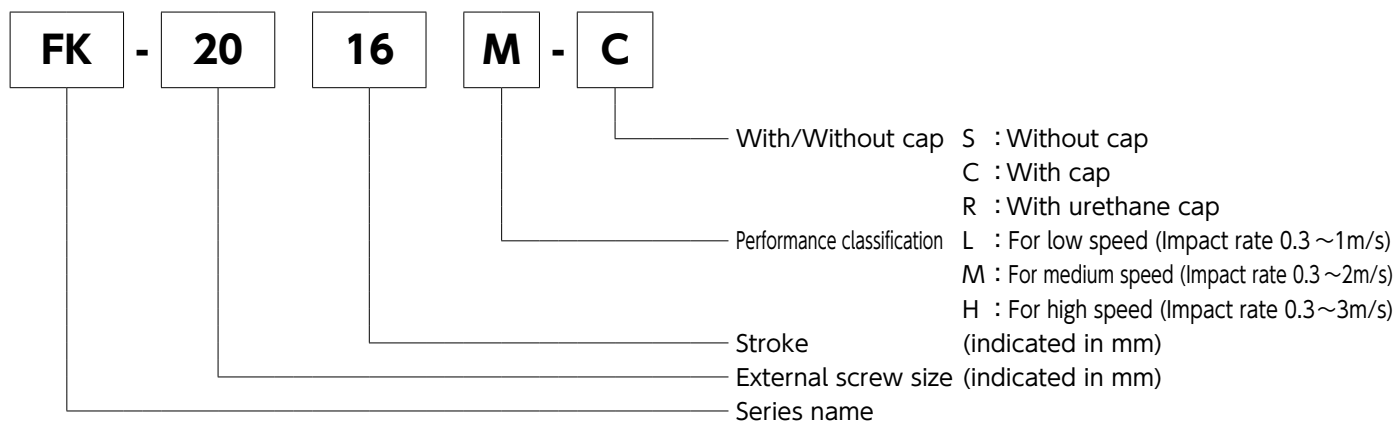 FK - 20 16 M - C
With/Without cap S : Without cap
C : With cap
R : With urethane cap
Performance classification L : For low speed (Impact rate 0.3～1m/s)
M : For medium speed (Impact rate 0.3～2m/s)
H : For high speed (Impact rate 0.3～3m/s)
Stroke (indicated in mm)
External screw size (indicated in mm)
Series name